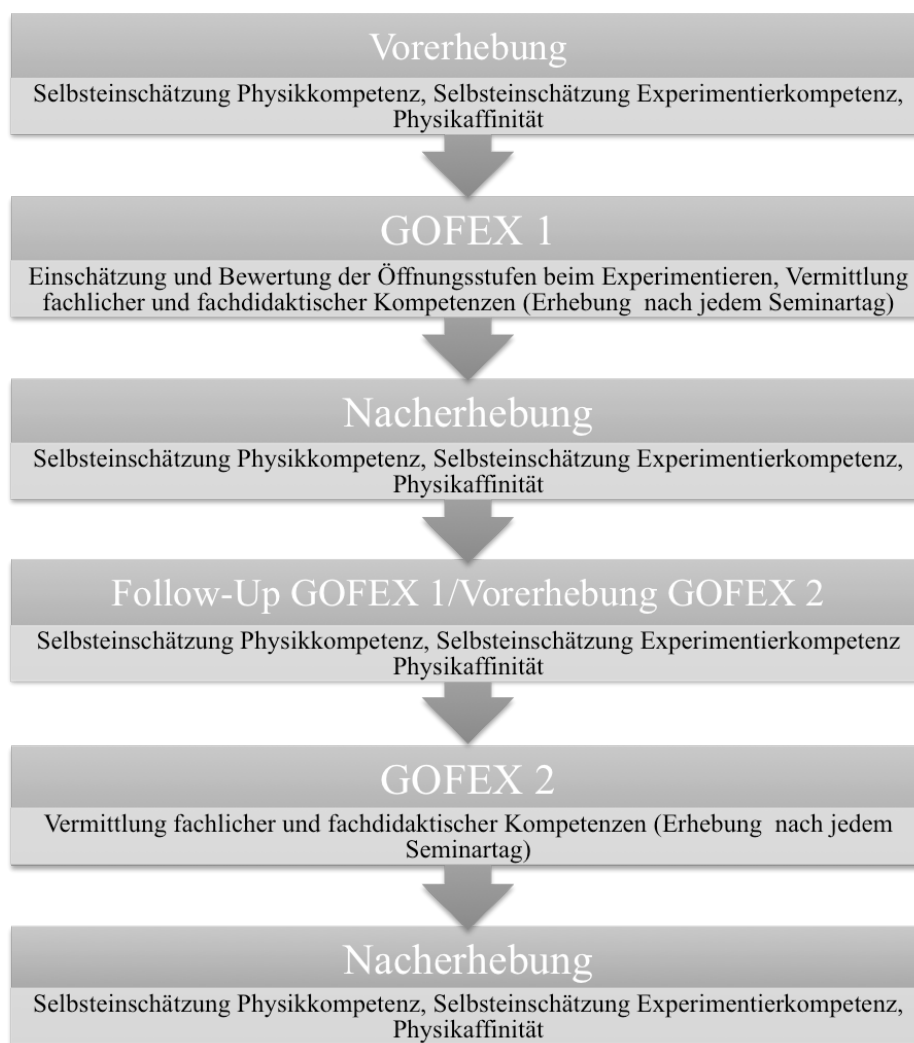 Vorerhebung
Selbsteinschätzung Physikkompetenz, Selbsteinschätzung Experimentierkompetenz,
Physikaffinität
GOFEX 1
Einschätzung und Bewertung der Öffnungsstufen beim Experimentieren, Vermittlung
fachlicher und fachdidaktischer Kompetenzen (Erhebung  nach jedem Seminartag)
Nacherhebung
Selbsteinschätzung Physikkompetenz, Selbsteinschätzung Experimentierkompetenz,
Physikaffinität
Follow-Up GOFEX 1/Vorerhebung GOFEX 2
Selbsteinschätzung Physikkompetenz, Selbsteinschätzung Experimentierkompetenz
Physikaffinität
GOFEX 2
Vermittlung fachlicher und fachdidaktischer Kompetenzen (Erhebung  nach jedem
Seminartag)
Nacherhebung
Selbsteinschätzung Physikkompetenz, Selbsteinschätzung Experimentierkompetenz,
Physikaffinität